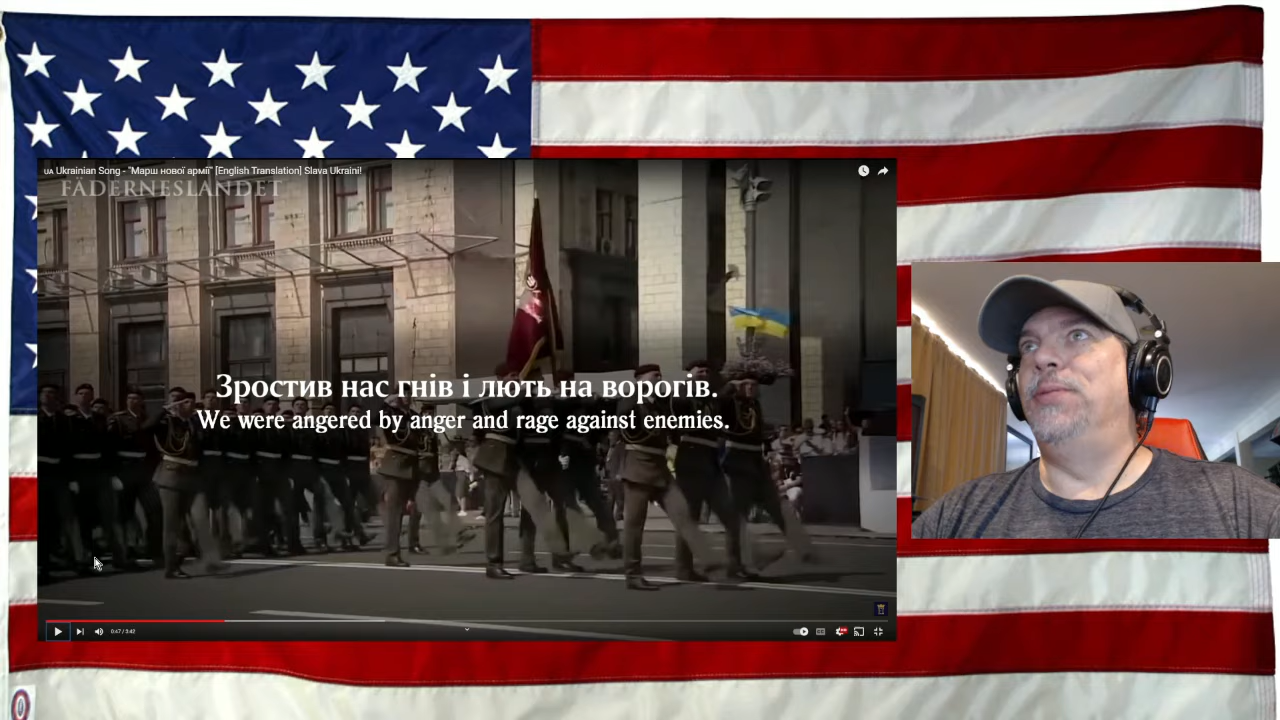 UA Ukrainian Song - "Марш нової армії" [English Translation] Slava Ukraini!
FÄDERNESLANDET
Зростив нас гнів і лють на ворогів.
We were angered by anger and rage against enemies.
0:47 / 3:42